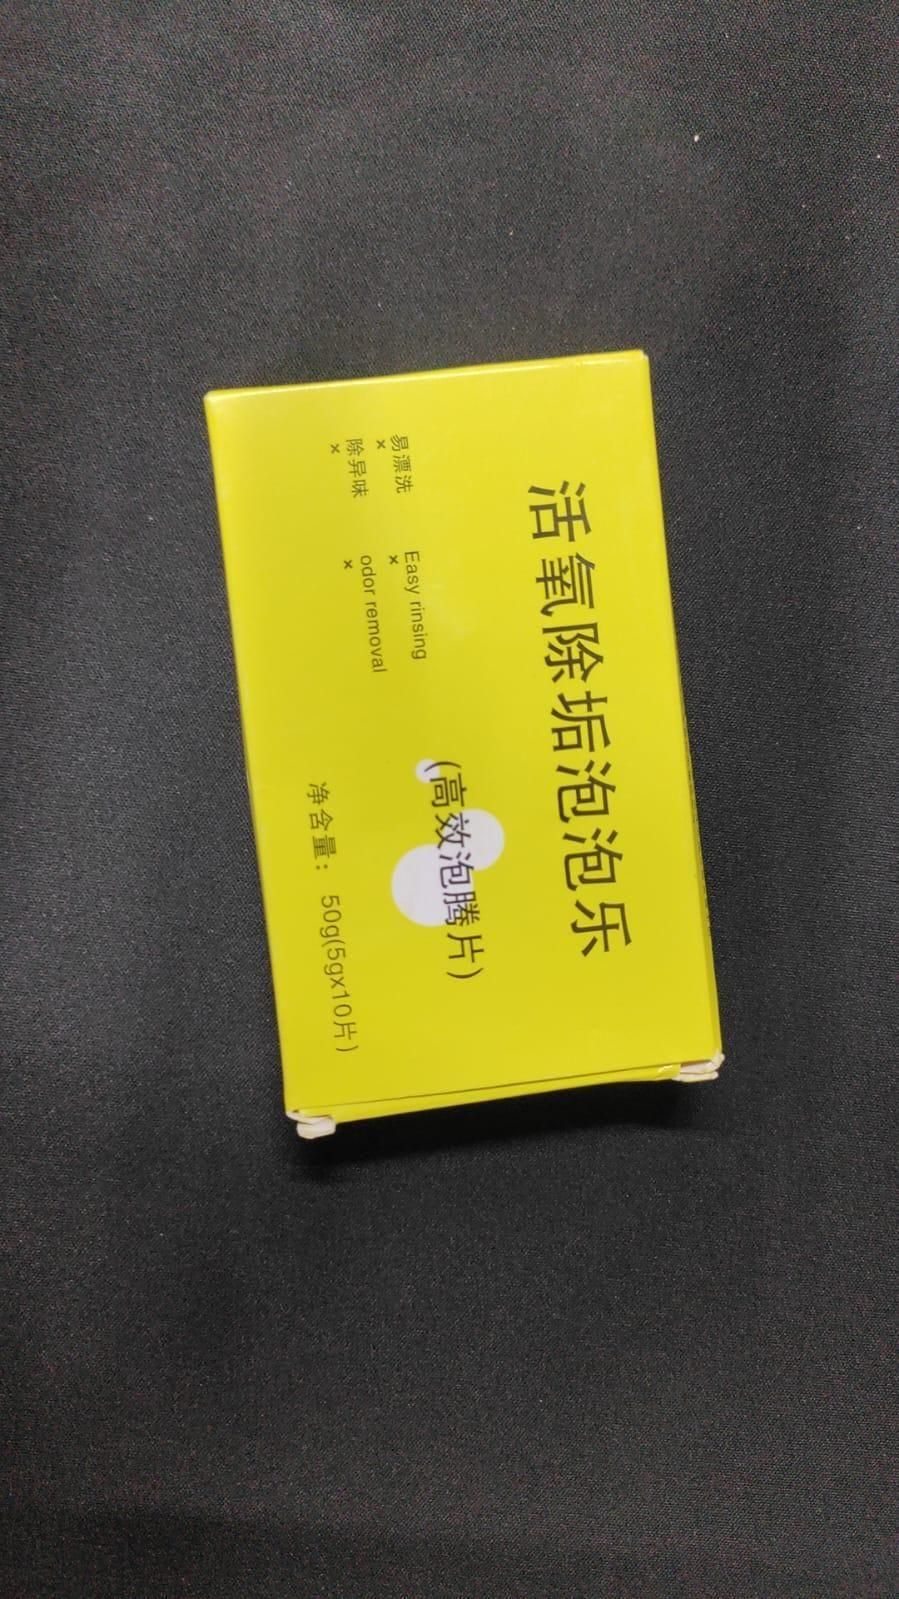 活氧除垢泡泡乐
(高效泡腾片)
易漂洗 Easy rinsing
× ×
除异味 odor removal
× ×
净含量： 50g(5gx10片)